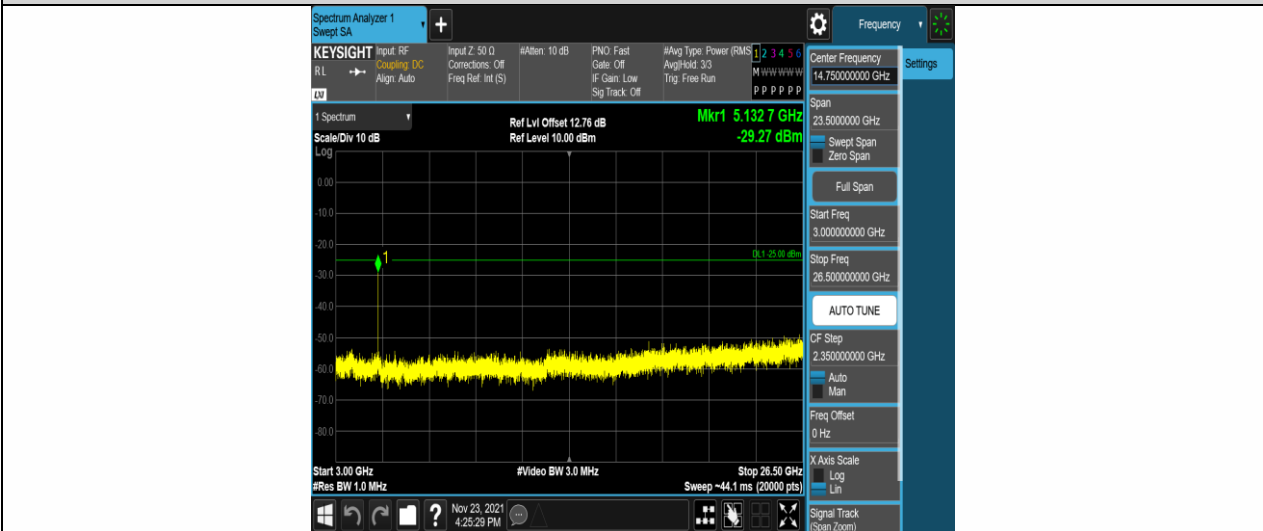 Spectrum Analyzer 1
Swept SA
+
Frequency
KEYSIGHT
RL
LXI
Input: RF
Coupling: DC
Align: Auto
Input Z: 50 Ω
Corrections: Off
Freq Ref: Int (S)
#Atten: 10 dB
PNO: Fast
Gate: Off
IF Gain: Low
Sig Track: Off
#Avg Type: Power (RMS
Avg|Hold: 3/3
Trig: Free Run
1 2 3 4 5 6
M W W W W W
P P P P P P
1 Spectrum
Scale/Div 10 dB
Log
Ref Lvl Offset 12.76 dB
Ref Level 10.00 dBm
Mkr1 5.132 7 GHz
-29.27 dBm
0.00
-10.0
-20.0
DL1 -25.00 dBm
1
-30.0
-40.0
-50.0
-60.0
-70.0
-80.0
Start 3.00 GHz
#Video BW 3.0 MHz
Stop 26.50 GHz
#Res BW 1.0 MHz
Sweep ~44.1 ms (20000 pts)
?
Nov 23, 2021
4:25:29 PM
Center Frequency
14.750000000 GHz
Settings
Span
23.5000000 GHz
Swept Span
Zero Span
Full Span
Start Freq
3.000000000 GHz
Stop Freq
26.500000000 GHz
AUTO TUNE
CF Step
2.350000000 GHz
Auto
Man
Freq Offset
0 Hz
X Axis Scale
Log
Lin
Signal Track
(Span Zoom)